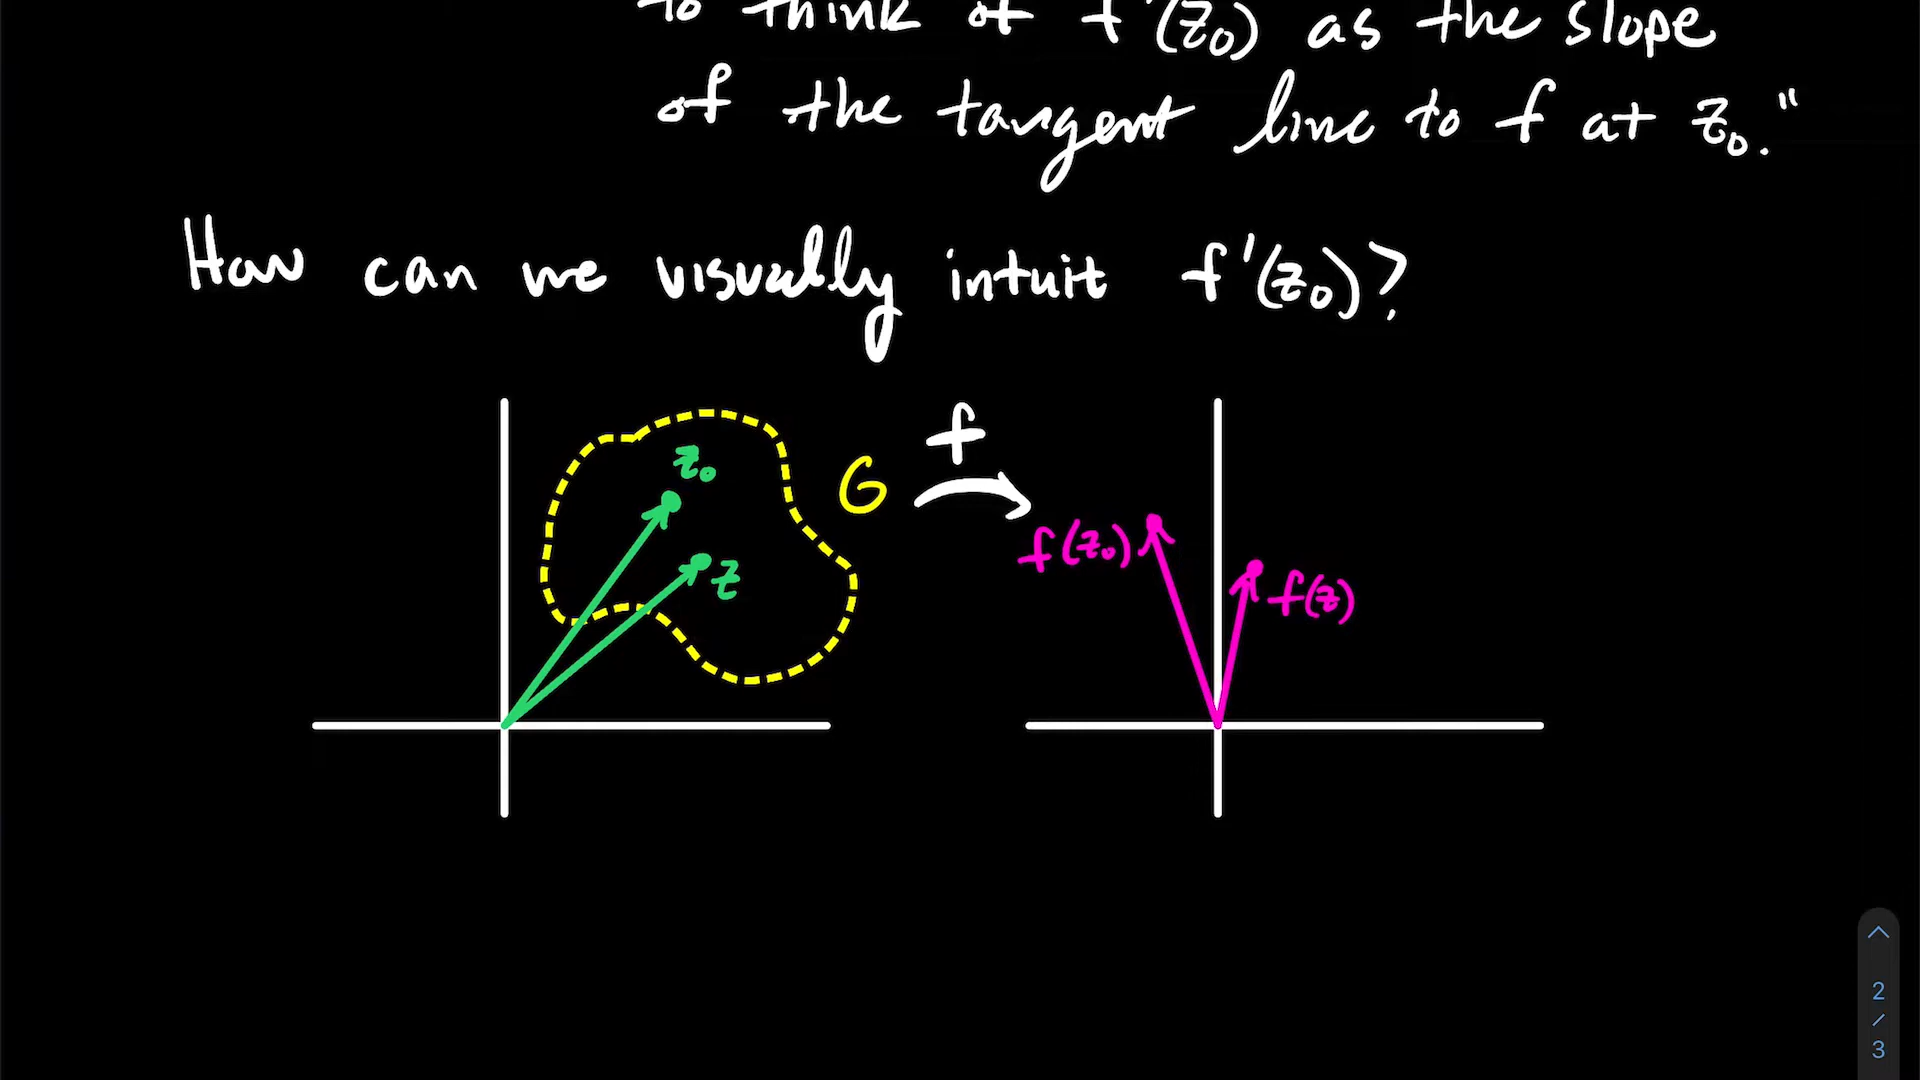 to think of f'(z₀) as the slope
of the tangent line to f at z₀."
How can we visually intuit f'(z₀)?
f
z₀
G
f(z₀)
z
f(z)
2
/
3